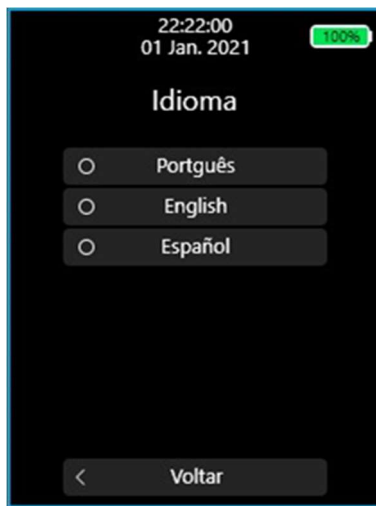 22:22:00
01 Jan. 2021
100%
Idioma
Portguês
English
Español
Voltar